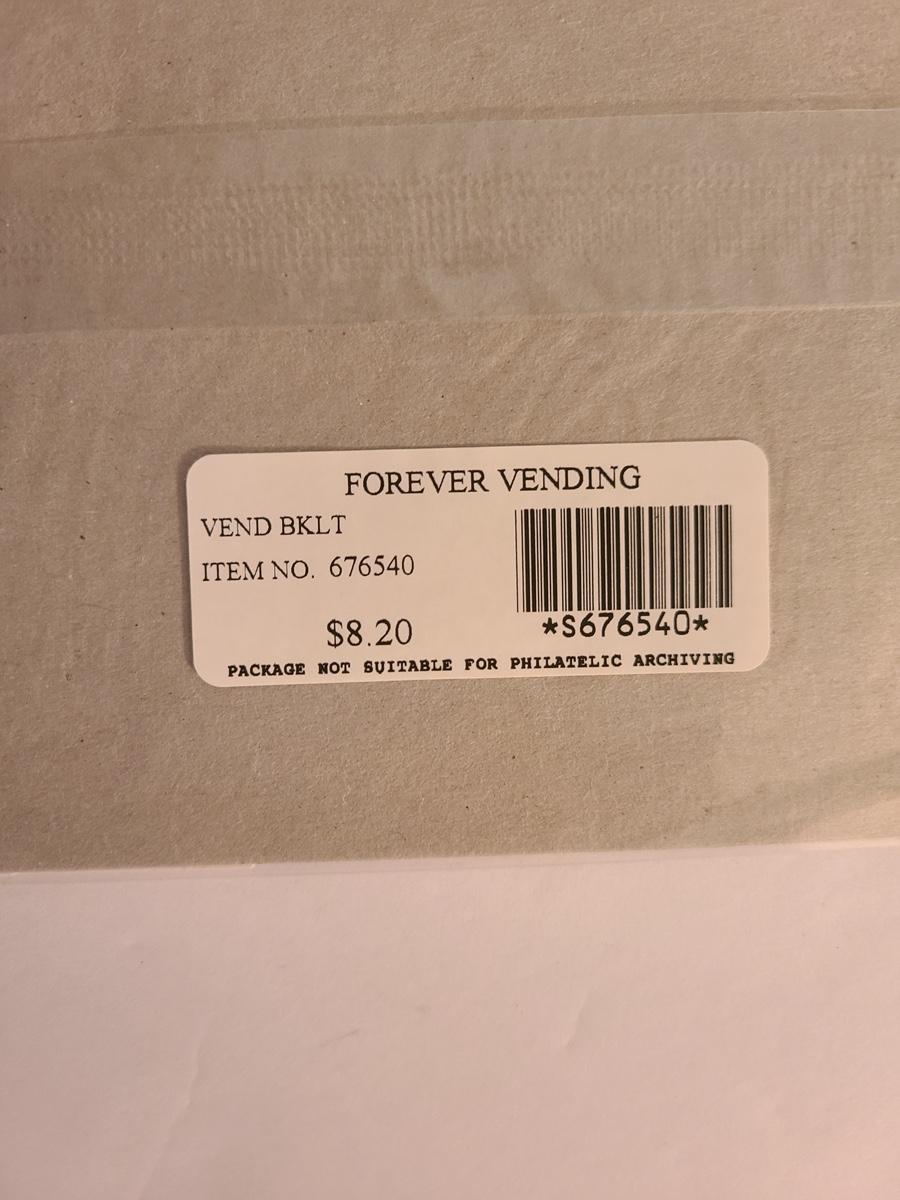 FOREVER VENDING
VEND BKLT
ITEM NO. 676540
$8.20
*S676540*
PACKAGE NOT SUITABLE FOR PHILATELIC ARCHIVING